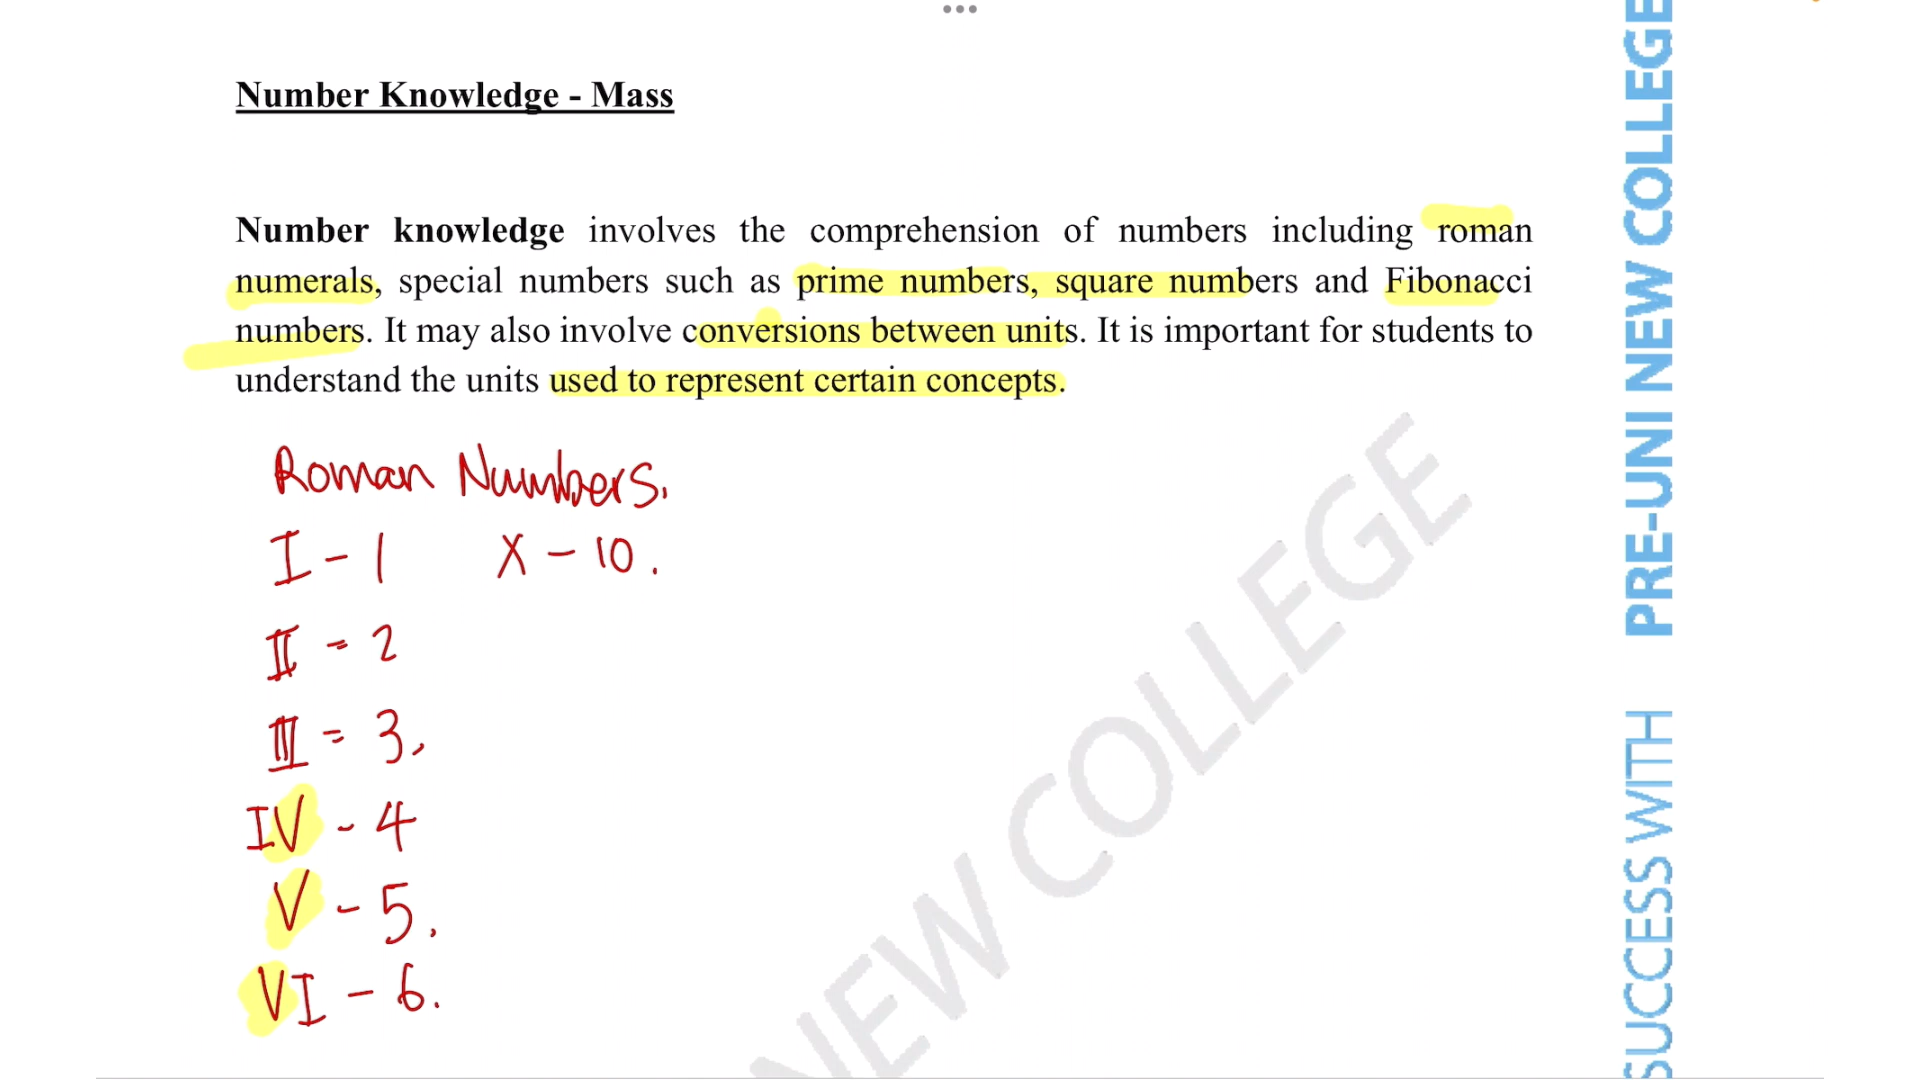 Number Knowledge - Mass
Number knowledge involves the comprehension of numbers including roman
numerals, special numbers such as prime numbers, square numbers and Fibonacci
numbers. It may also involve conversions between units. It is important for students to
understand the units used to represent certain concepts.
Roman Numbers.
I - 1 X - 10.
II = 2
III = 3,
IV - 4
V - 5,
VI - 6.
NEW COLLEGE
SUCCESS WITH PRE-UNI NEW COLLEGE